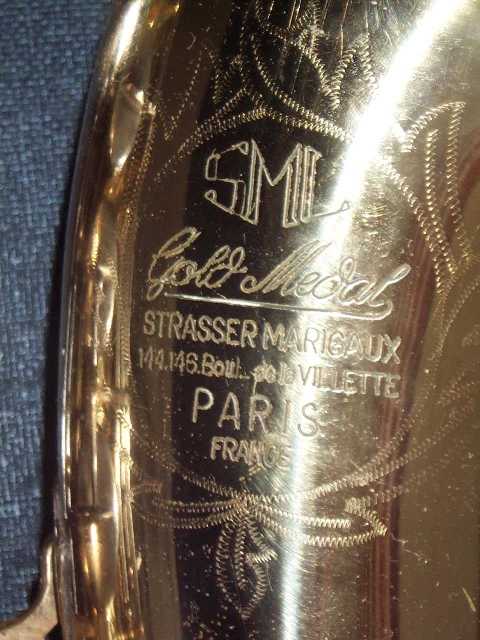 SML
Gold Medal
STRASSER MARIGAUX
144.146.Boul.. de la VILLETTE
PARIS
FRANCE